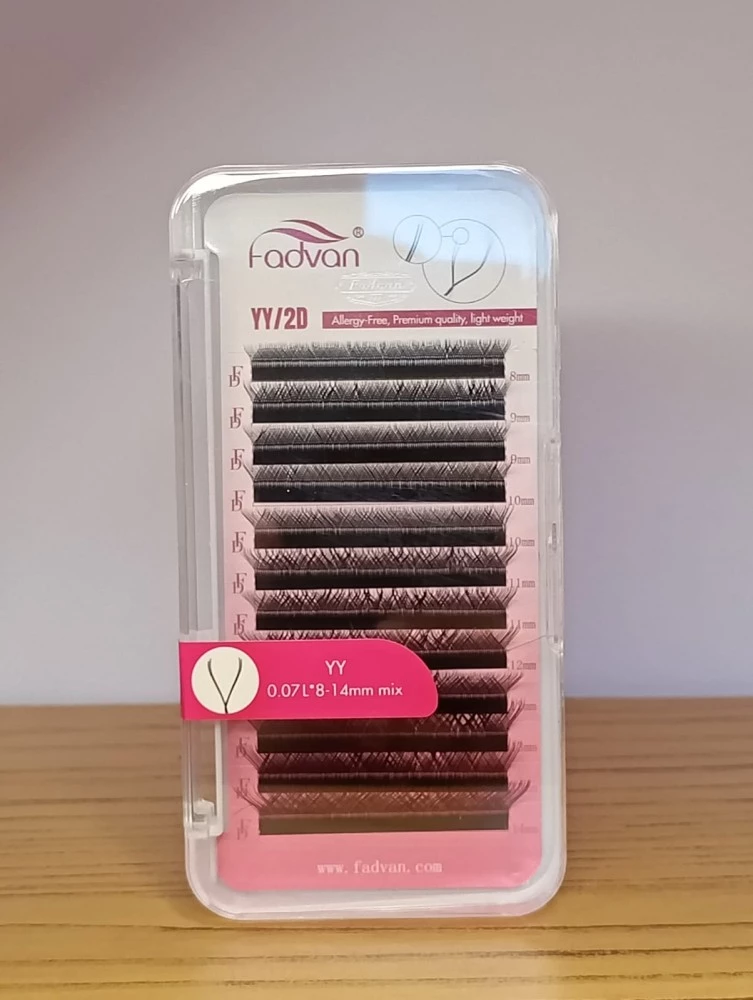 Fadvan®
Fadvan
YY/2D
Allergy-Free, Premium quality, light weight
8mm
9mm
9mm
10mm
10mm
11mm
11mm
12mm
YY
0.07 L*8-14mm mix
www.fadvan.com